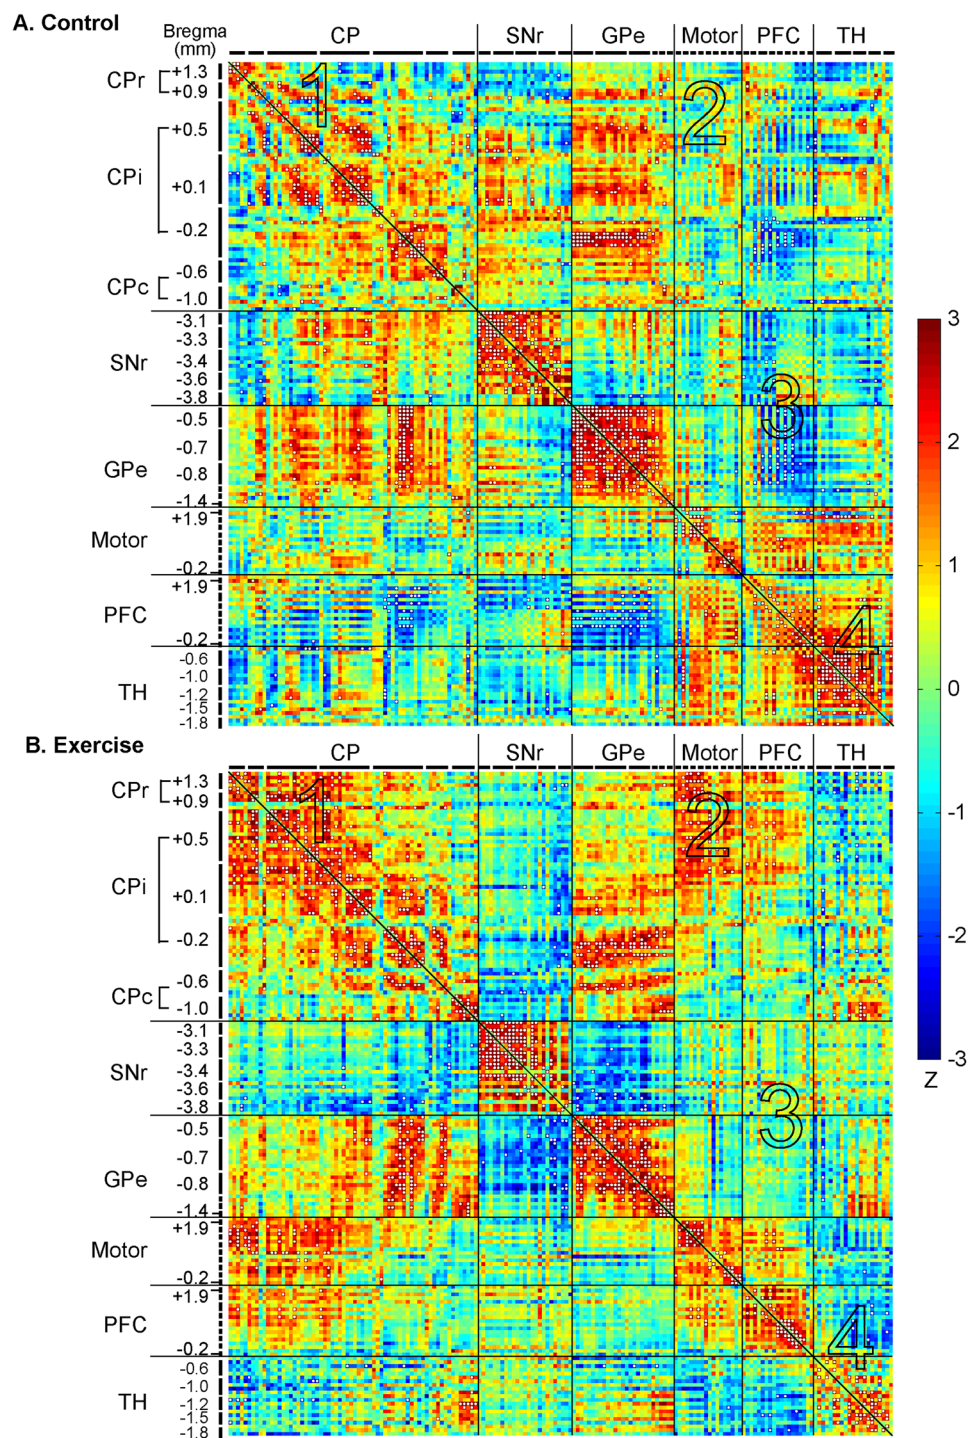 A. Control
Bregma (mm)
CP SNr GPe Motor PFC TH
CPr +1.3
+0.9
+0.5
CPi
+0.1
-0.2
-0.6
CPc
-1.0
-3.1
-3.3
SNr -3.4
-3.6
-3.8
-0.5
-0.7
GPe -0.8
-1.4
+1.9
Motor
-0.2
+1.9
PFC
-0.2
-0.6
-1.0
TH -1.2
-1.5
-1.8
1 2 3 4
3
2
1
0
-1
-2
-3
Z
B. Exercise
CP SNr GPe Motor PFC TH
CPr +1.3
+0.9
+0.5
CPi
+0.1
-0.2
-0.6
CPc
-1.0
-3.1
-3.3
SNr -3.4
-3.6
-3.8
-0.5
-0.7
GPe -0.8
-1.4
+1.9
Motor
-0.2
+1.9
PFC
-0.2
-0.6
-1.0
TH -1.2
-1.5
-1.8
1 2 3 4